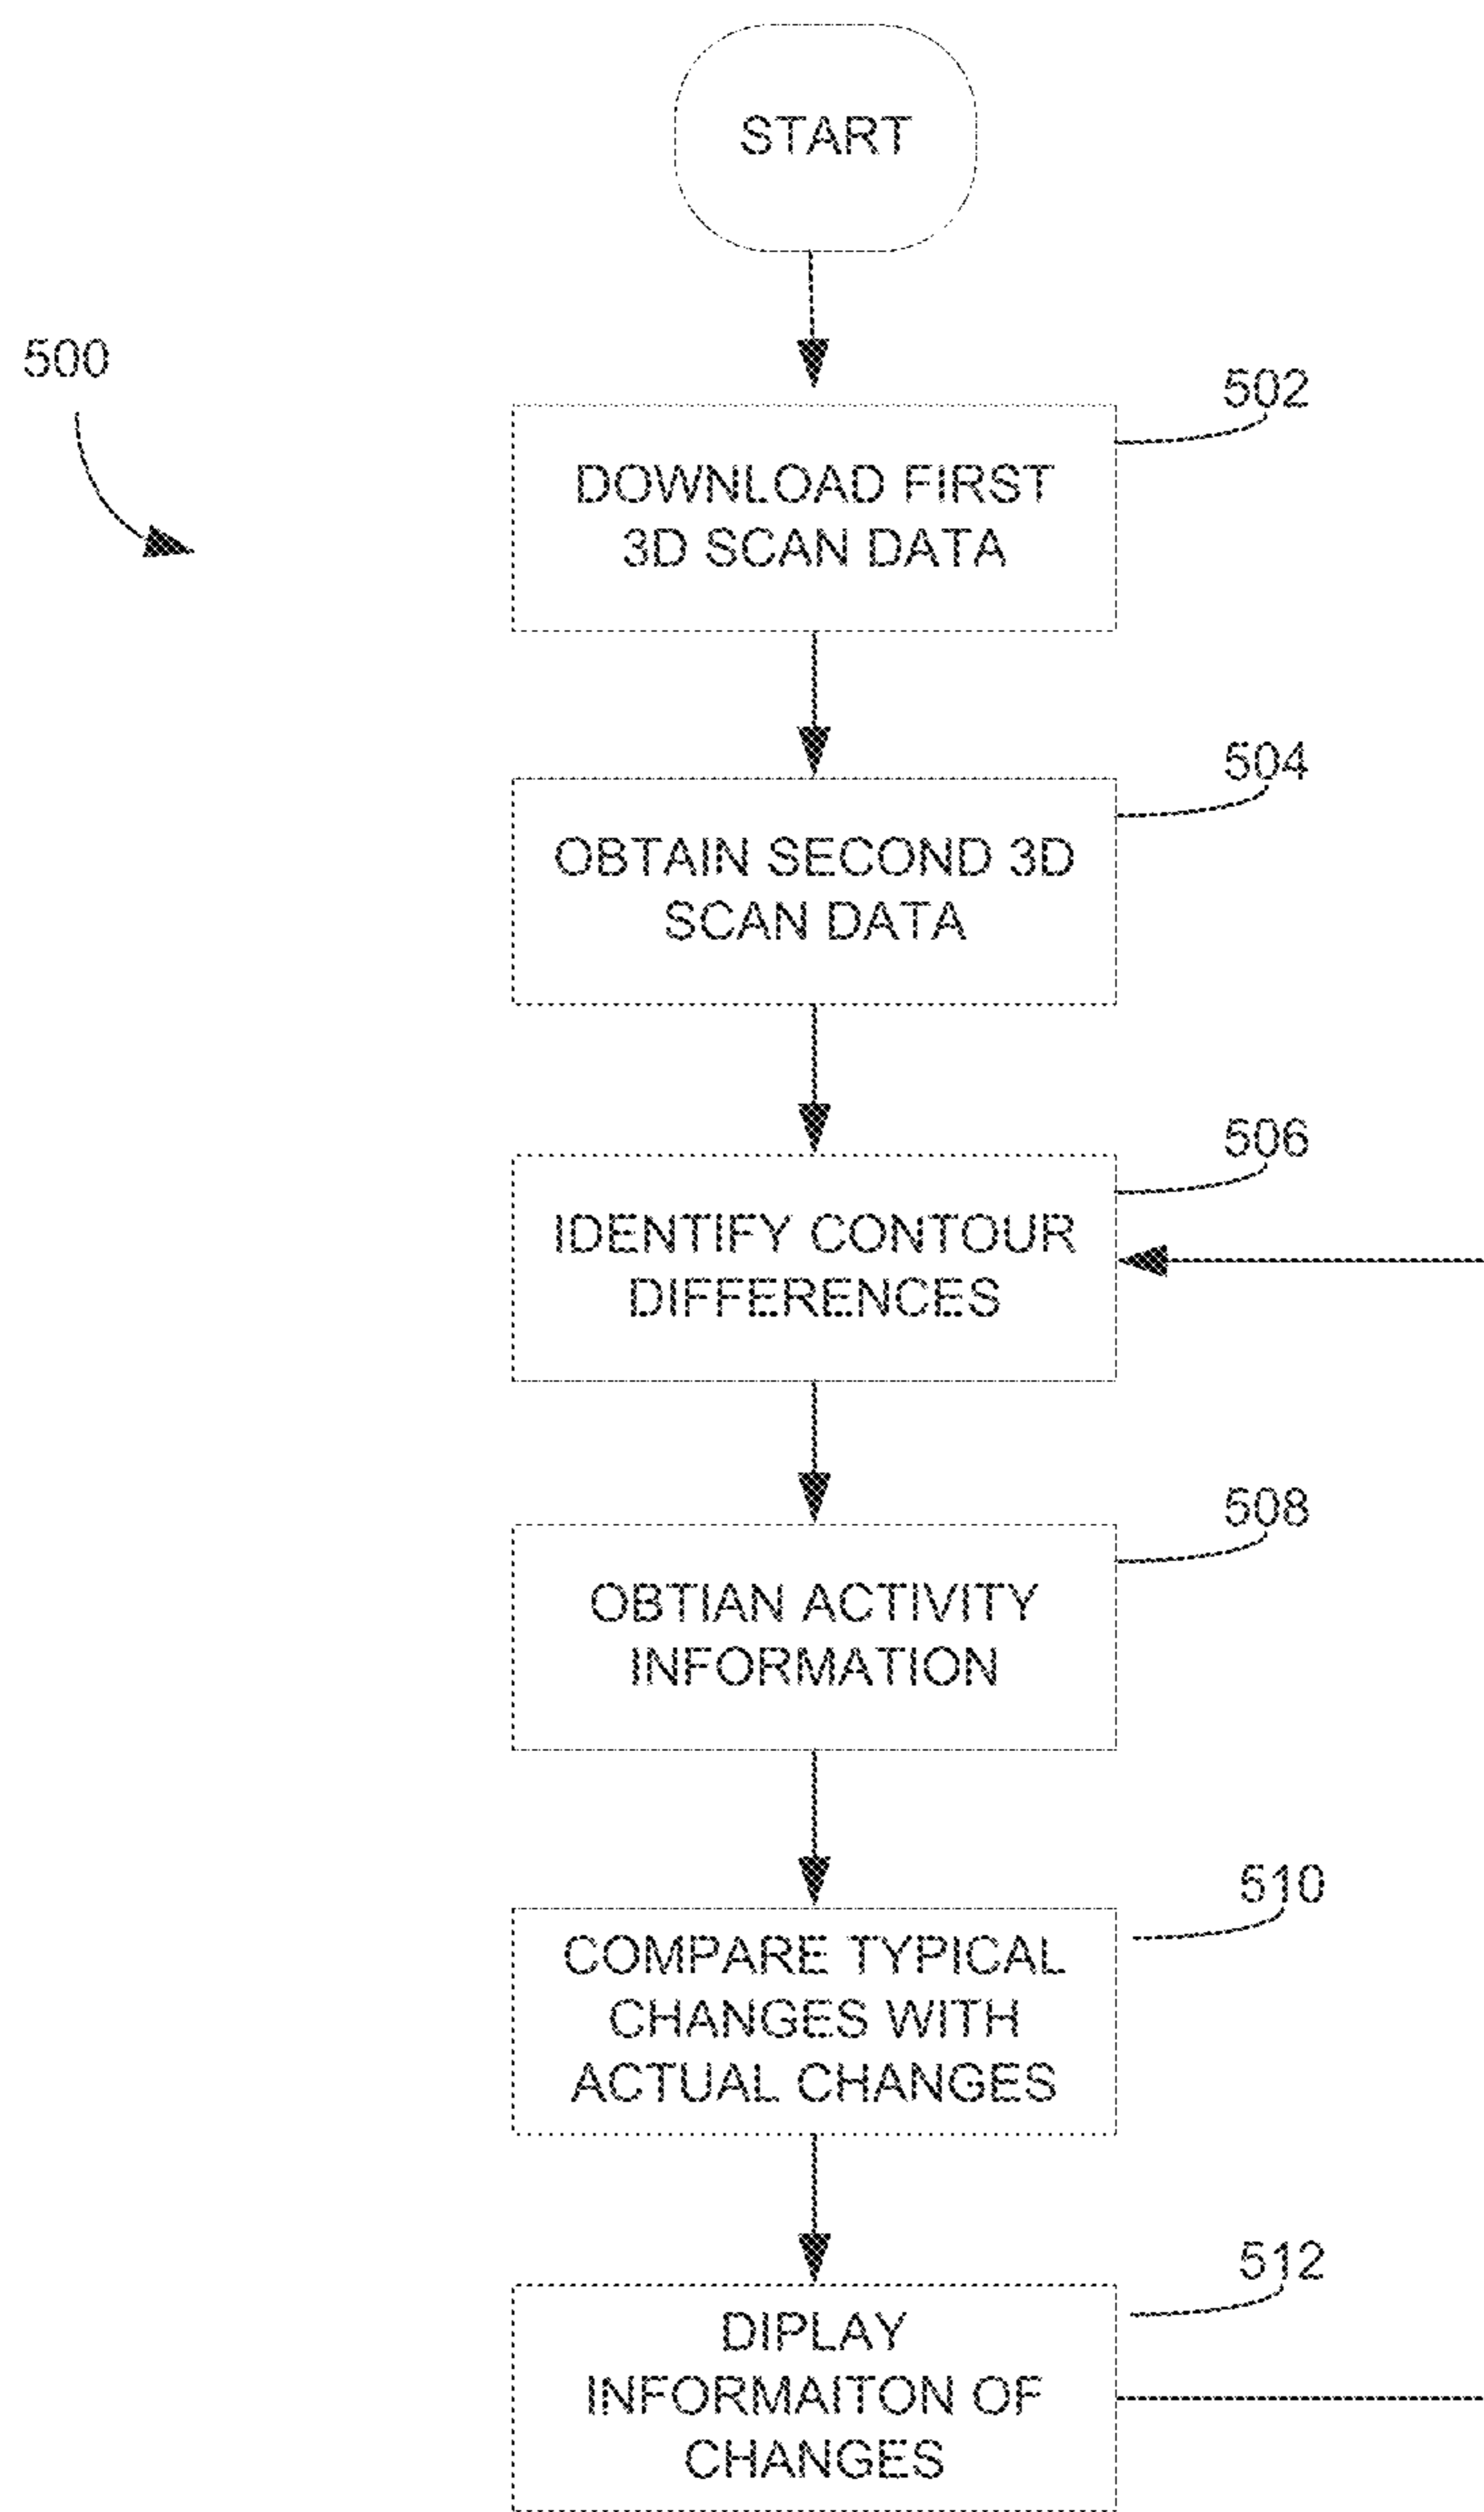 START
500
502
DOWNLOAD FIRST
3D SCAN DATA
504
OBTAIN SECOND 3D
SCAN DATA
506
IDENTIFY CONTOUR
DIFFERENCES
508
OBTIAN ACTIVITY
INFORMATION
510
COMPARE TYPICAL
CHANGES WITH
ACTUAL CHANGES
512
DIPLAY
INFORMAITON OF
CHANGES